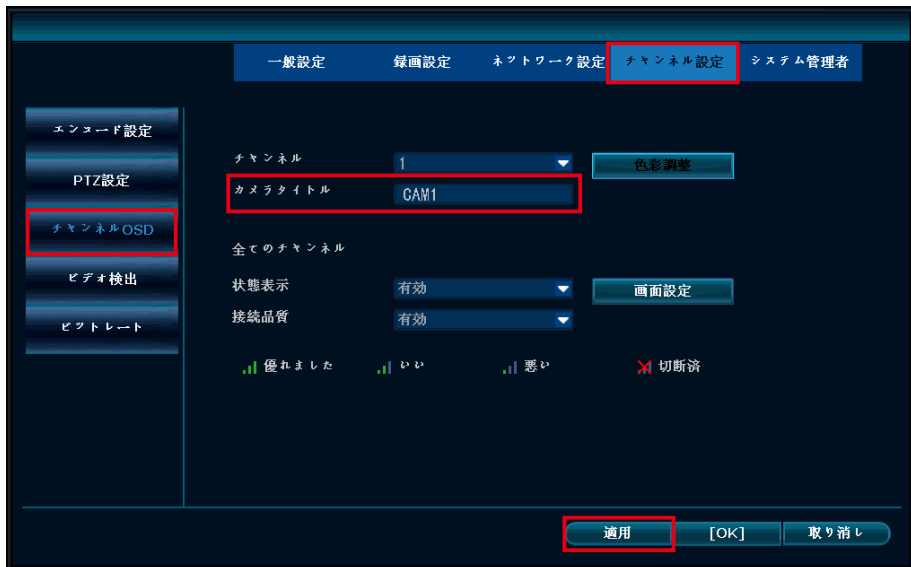 一般設定 録画設定 ネットワーク設定 チャンネル設定 システム管理者
エンコード設定
PTZ設定
チャンネルOSD
ビデオ検出
ビットレート
チャンネル 1 色彩調整
カメラタイトル CAM1
全てのチャンネル
状態表示 有効 画面設定
接続品質 有効
優れました いい 悪い 切断済
適用 [OK] 取り消し